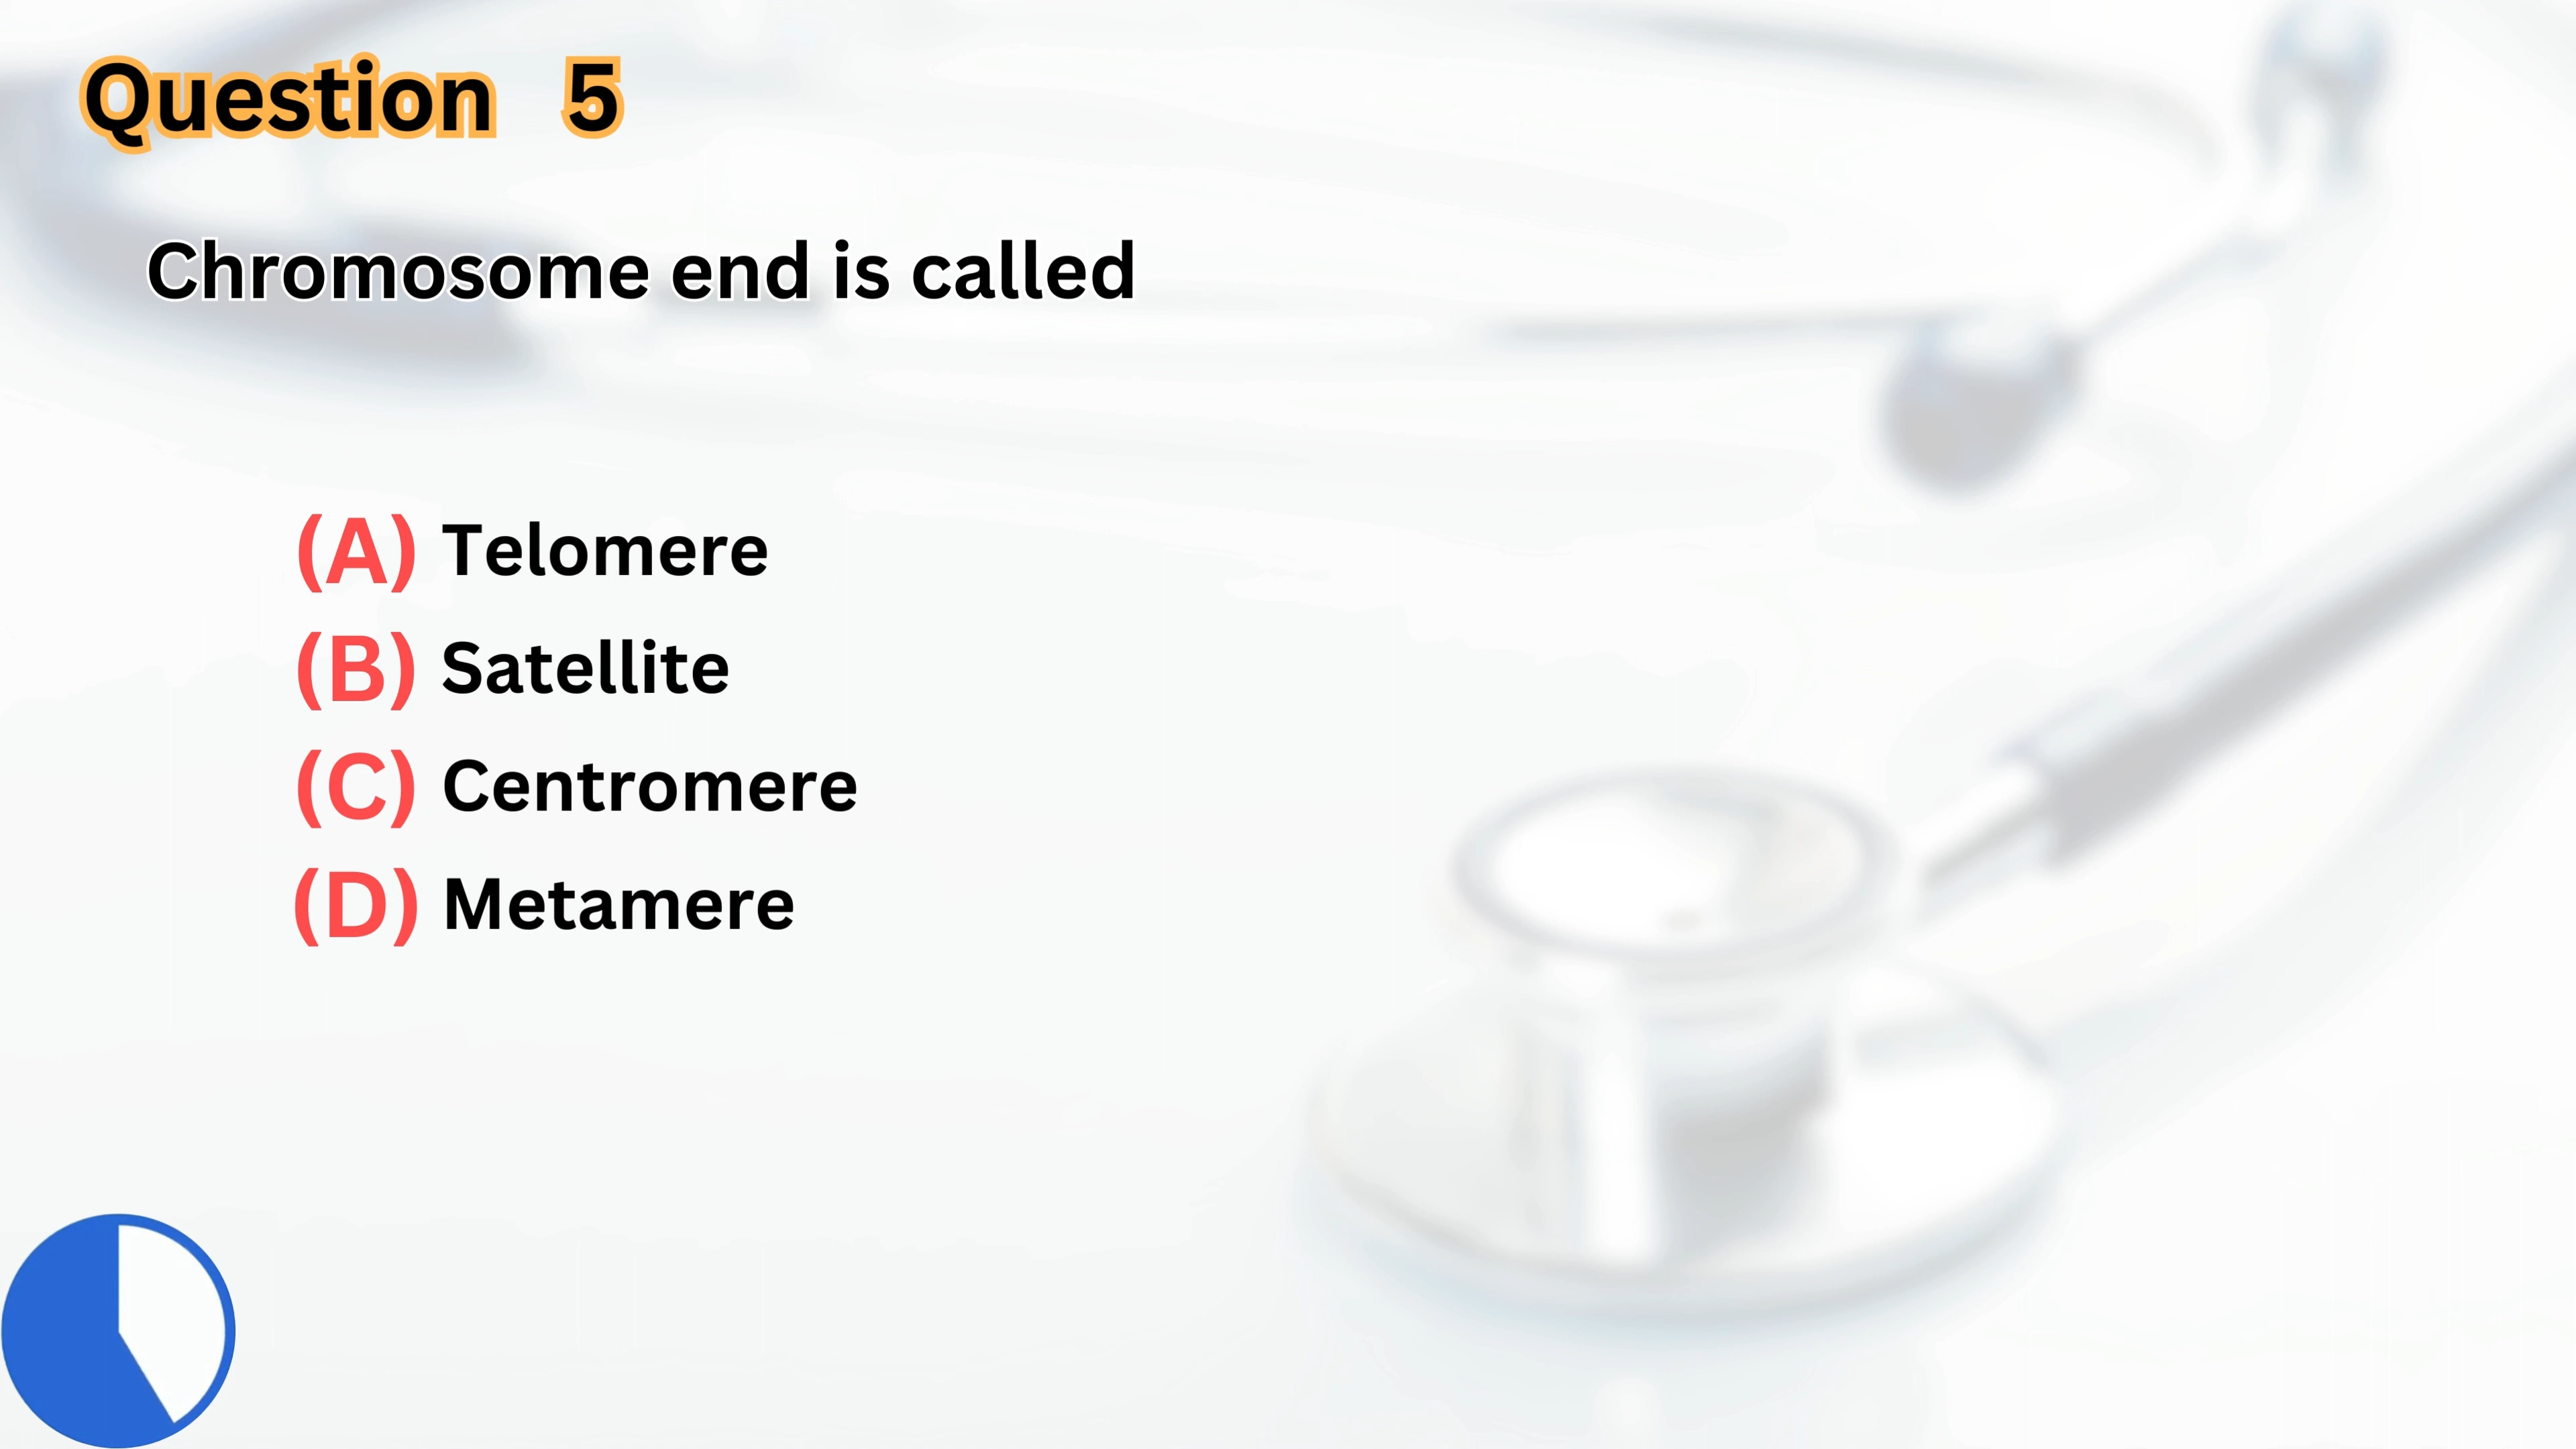 Question 5
Chromosome end is called
(A) Telomere
(B) Satellite
(C) Centromere
(D) Metamere